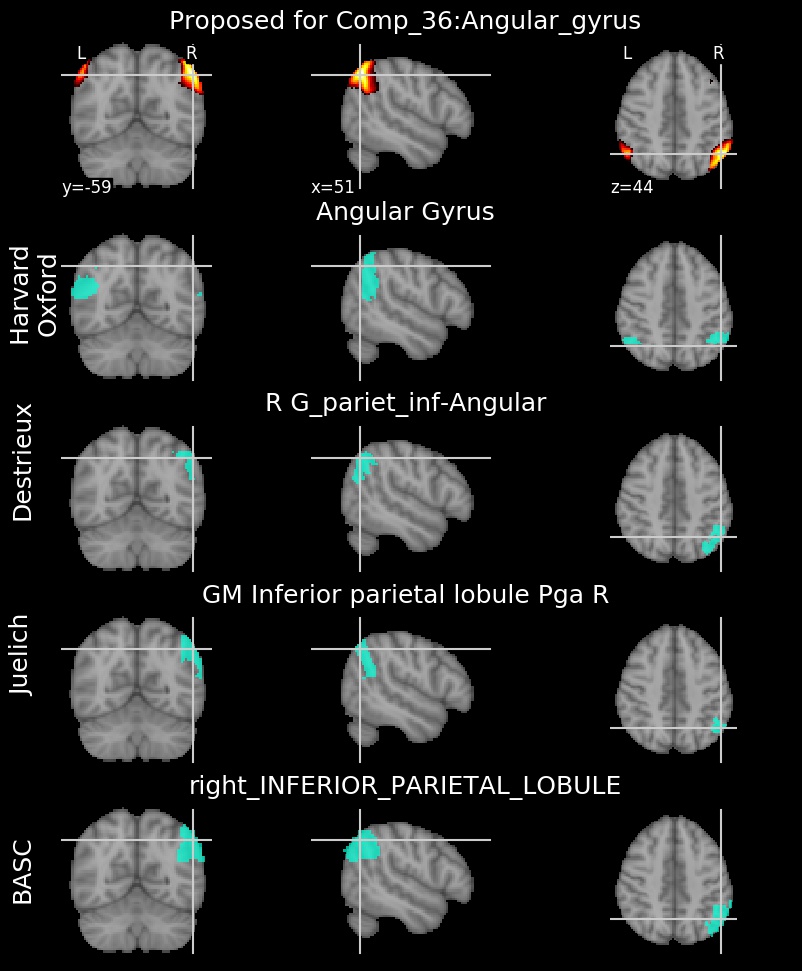 Proposed for Comp_36:Angular_gyrus
L R L R
y=-59 x=51 z=44
Angular Gyrus
Harvard
Oxford
R G_pariet_inf-Angular
Destrieux
GM Inferior parietal lobule Pga R
Juelich
right_INFERIOR_PARIETAL_LOBULE
BASC